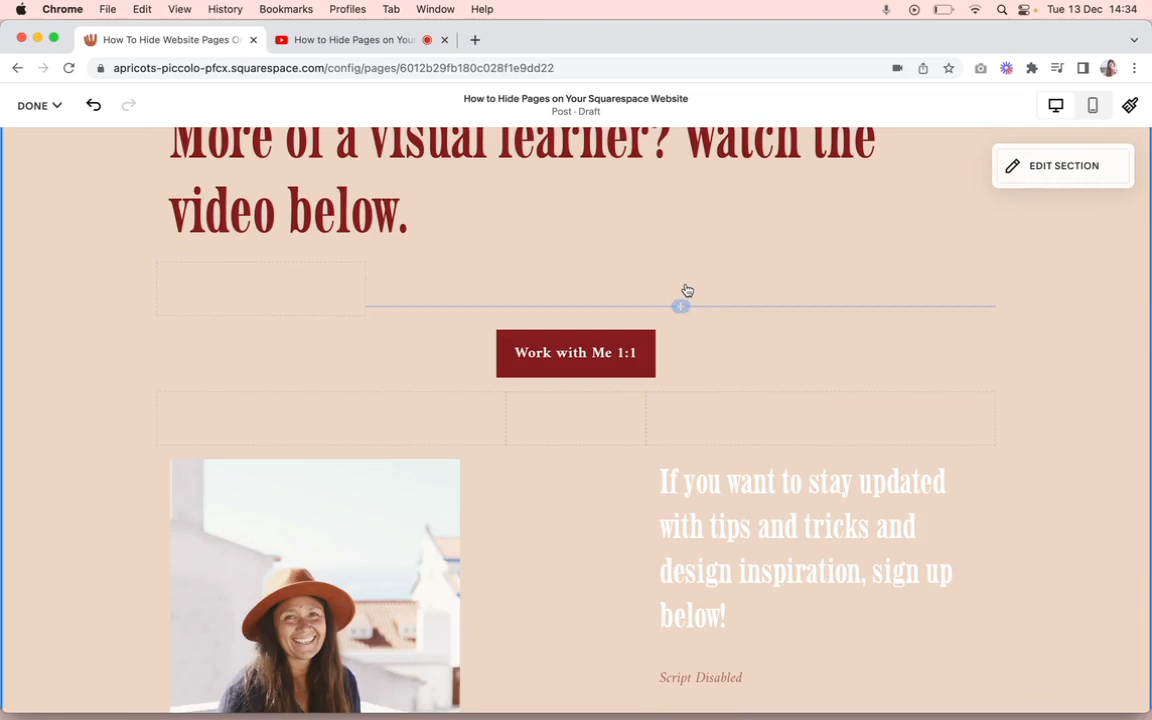 Chrome File Edit View History Bookmarks Profiles Tab Window Help Tue 13 Dec 14:34
How To Hide Website Pages O How to Hide Pages on You
apricots-piccolo-pfcx.squarespace.com/config/pages/6012b29fb180c028f1e9dd22
DONE
How to Hide Pages on Your Squarespace Website
Post · Draft
More of a visual learner? Watch the
video below.
EDIT SECTION
Work with Me 1:1
If you want to stay updated
with tips and tricks and
design inspiration, sign up
below!
Script Disabled